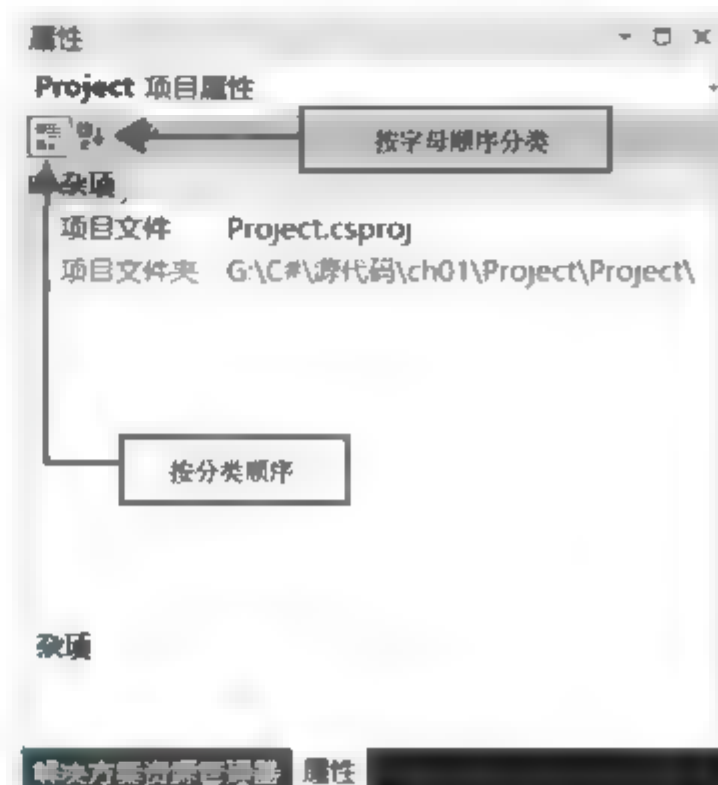 属性
Project 项目属性
按字母顺序分类
杂项
项目文件 Project.csproj
项目文件夹 G:\C#\源代码\ch01\Project\Project\
按分类顺序
杂项
解决方案资源管理器 属性